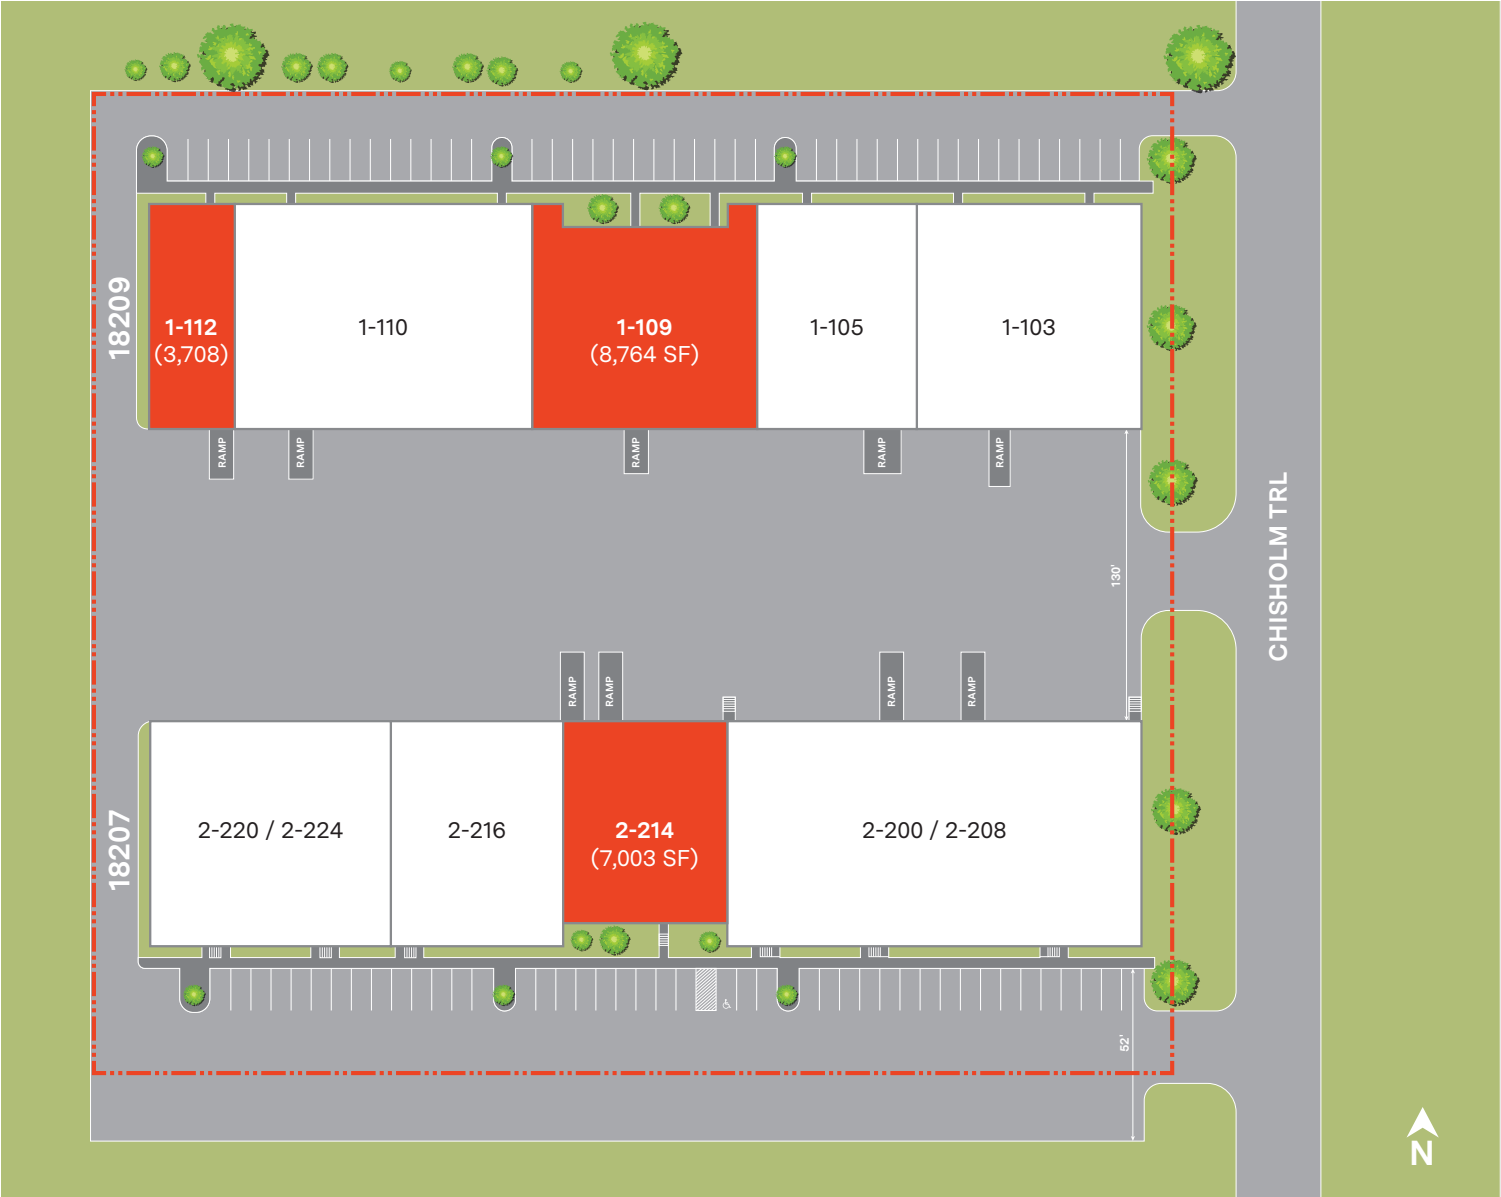 18209
1-112
(3,708)
1-110
1-109
(8,764 SF)
1-105
1-103
RAMP
RAMP
RAMP
RAMP
RAMP
130'
CHISHOLM TRL
RAMP
RAMP
RAMP
RAMP
18207
2-220 / 2-224
2-216
2-214
(7,003 SF)
2-200 / 2-208
52'
N